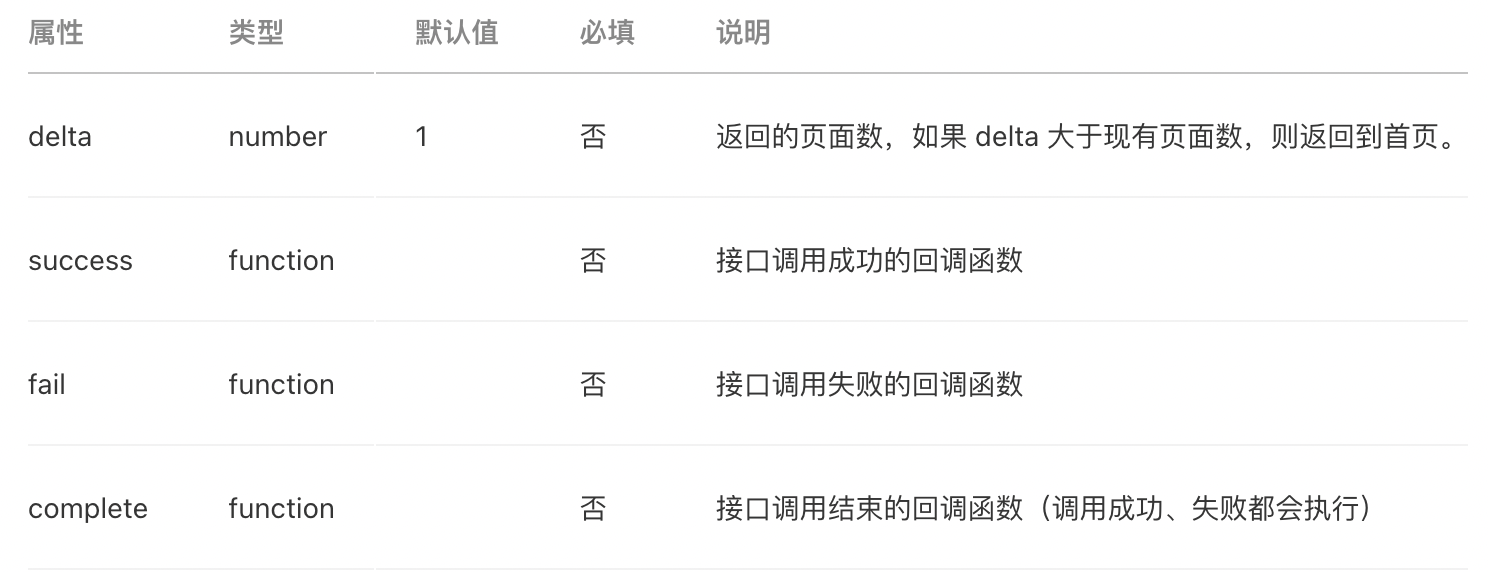 属性 类型 默认值 必填 说明
delta number 1 否 返回的页面数，如果 delta 大于现有页面数，则返回到首页。
success function 否 接口调用成功的回调函数
fail function 否 接口调用失败的回调函数
complete function 否 接口调用结束的回调函数（调用成功、失败都会执行）